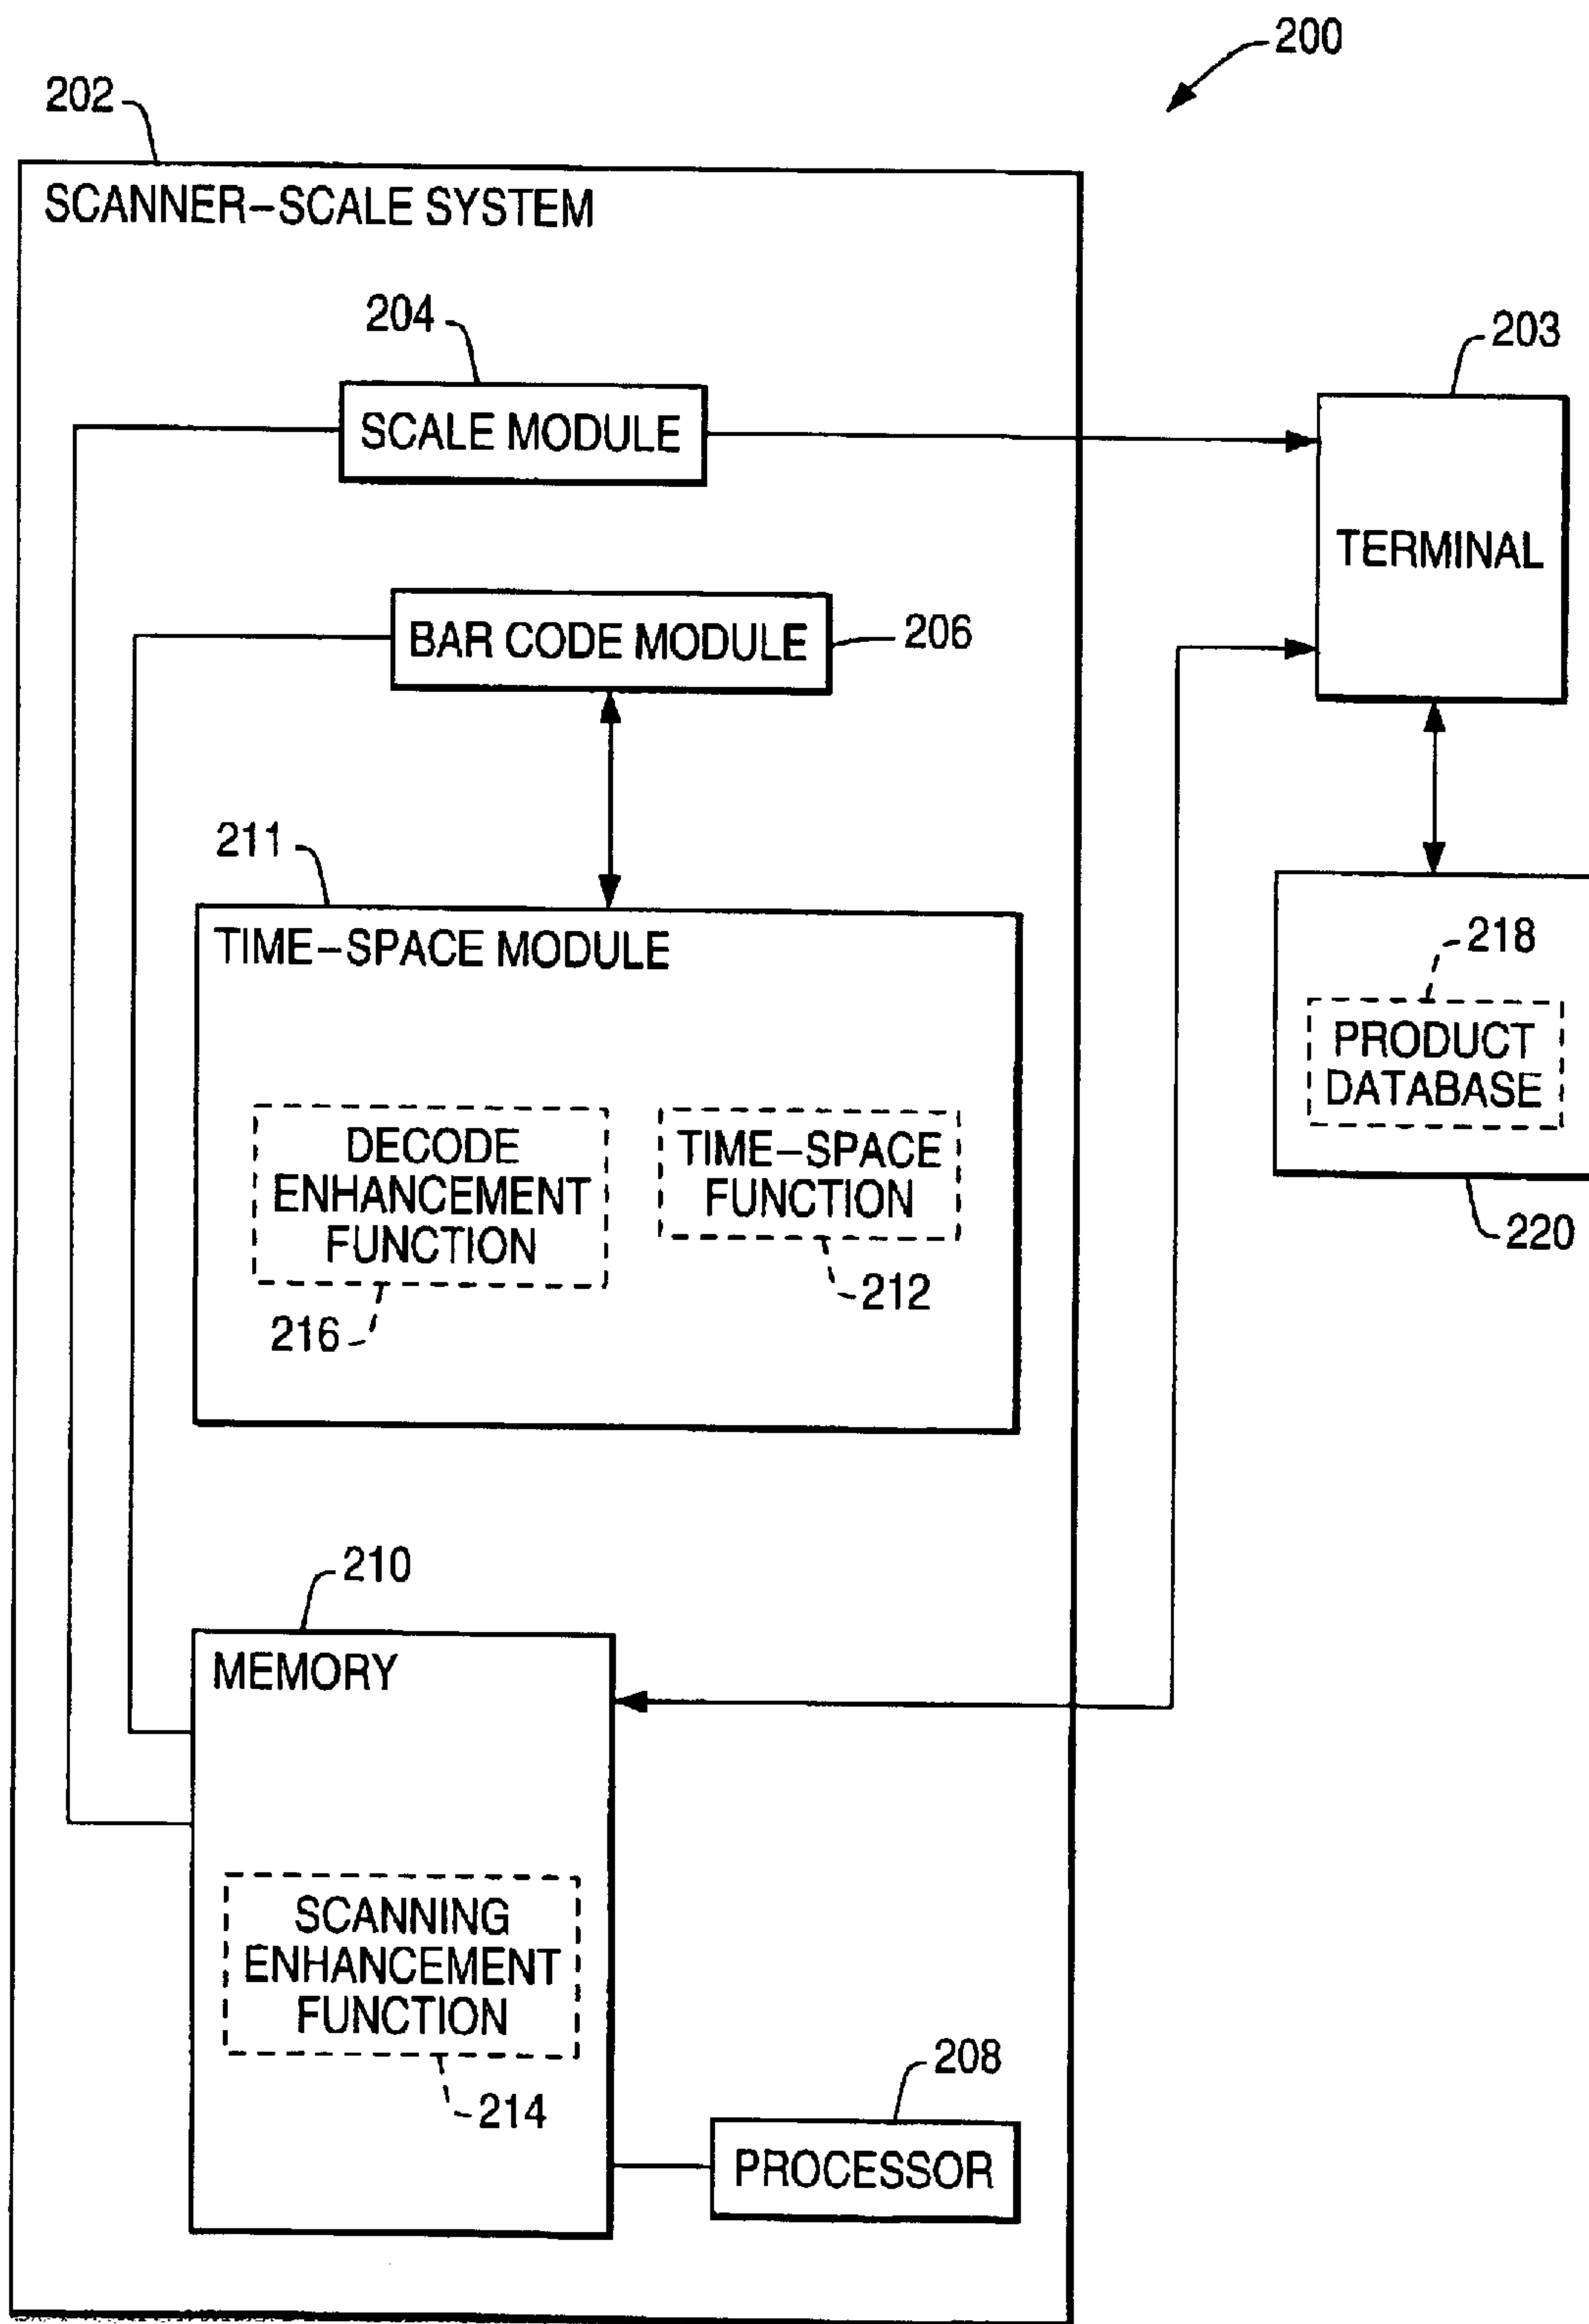 200
202
SCANNER–SCALE SYSTEM
204
SCALE MODULE
203
TERMINAL
BAR CODE MODULE
206
211
TIME–SPACE MODULE
218
PRODUCT
DATABASE
220
DECODE
ENHANCEMENT
FUNCTION
216
TIME–SPACE
FUNCTION
212
210
MEMORY
SCANNING
ENHANCEMENT
FUNCTION
214
208
PROCESSOR